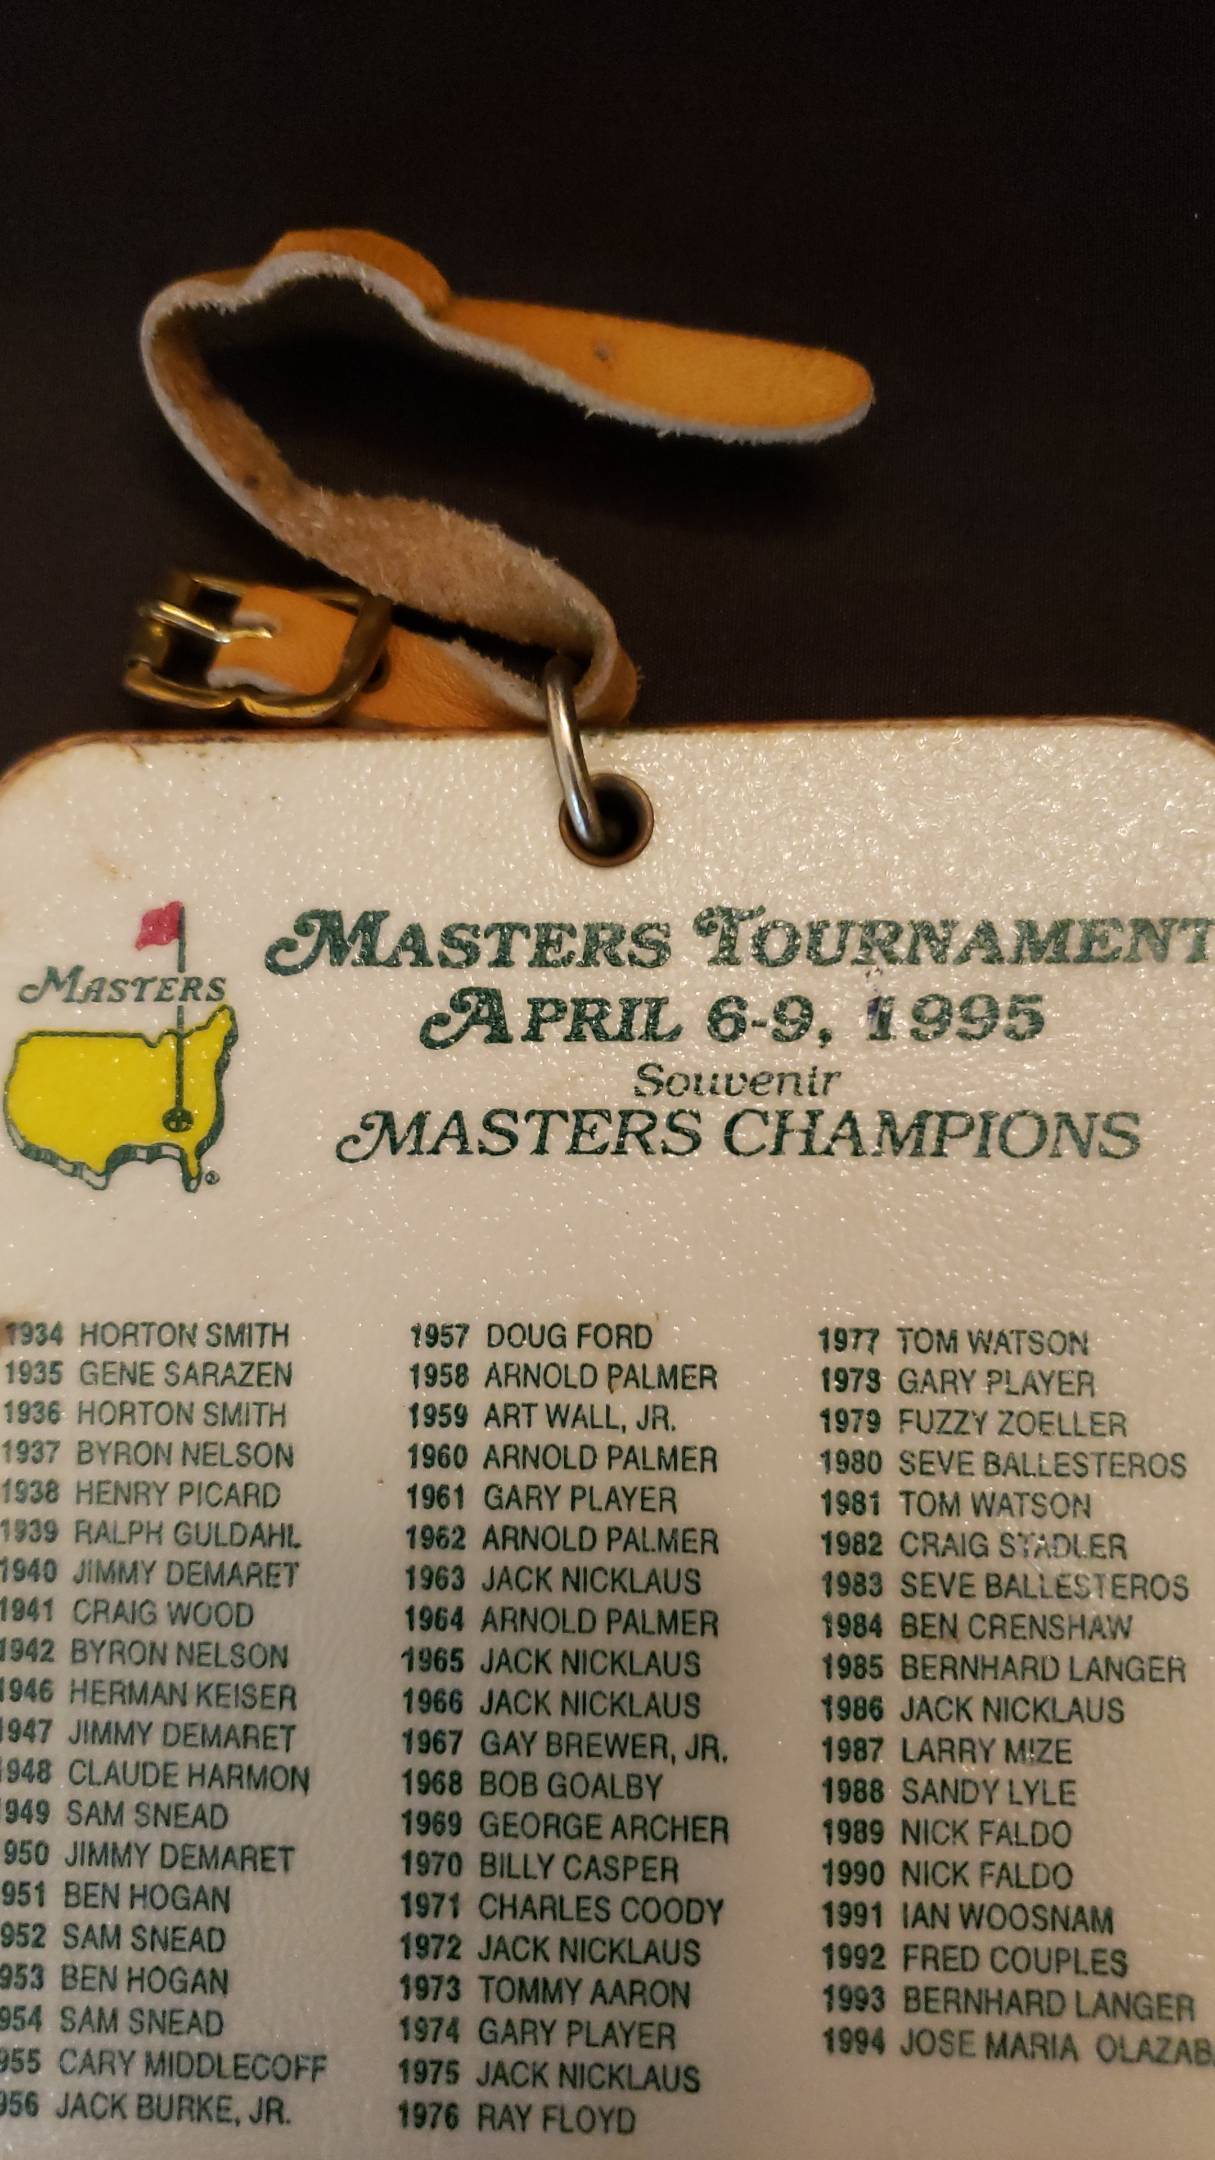 MASTERS
MASTERS TOURNAMENT
APRIL 6-9, 1995
Souvenir
MASTERS CHAMPIONS
1934 HORTON SMITH
1935 GENE SARAZEN
1936 HORTON SMITH
1937 BYRON NELSON
1938 HENRY PICARD
1939 RALPH GULDAHL
1940 JIMMY DEMARET
1941 CRAIG WOOD
1942 BYRON NELSON
1946 HERMAN KEISER
1947 JIMMY DEMARET
1948 CLAUDE HARMON
949 SAM SNEAD
950 JIMMY DEMARET
951 BEN HOGAN
952 SAM SNEAD
953 BEN HOGAN
954 SAM SNEAD
955 CARY MIDDLECOFF
956 JACK BURKE, JR.
1957 DOUG FORD
1958 ARNOLD PALMER
1959 ART WALL, JR.
1960 ARNOLD PALMER
1961 GARY PLAYER
1962 ARNOLD PALMER
1963 JACK NICKLAUS
1964 ARNOLD PALMER
1965 JACK NICKLAUS
1966 JACK NICKLAUS
1967 GAY BREWER, JR.
1968 BOB GOALBY
1969 GEORGE ARCHER
1970 BILLY CASPER
1971 CHARLES COODY
1972 JACK NICKLAUS
1973 TOMMY AARON
1974 GARY PLAYER
1975 JACK NICKLAUS
1976 RAY FLOYD
1977 TOM WATSON
1978 GARY PLAYER
1979 FUZZY ZOELLER
1980 SEVE BALLESTEROS
1981 TOM WATSON
1982 CRAIG STADLER
1983 SEVE BALLESTEROS
1984 BEN CRENSHAW
1985 BERNHARD LANGER
1986 JACK NICKLAUS
1987 LARRY MIZE
1988 SANDY LYLE
1989 NICK FALDO
1990 NICK FALDO
1991 IAN WOOSNAM
1992 FRED COUPLES
1993 BERNHARD LANGER
1994 JOSE MARIA OLAZAB